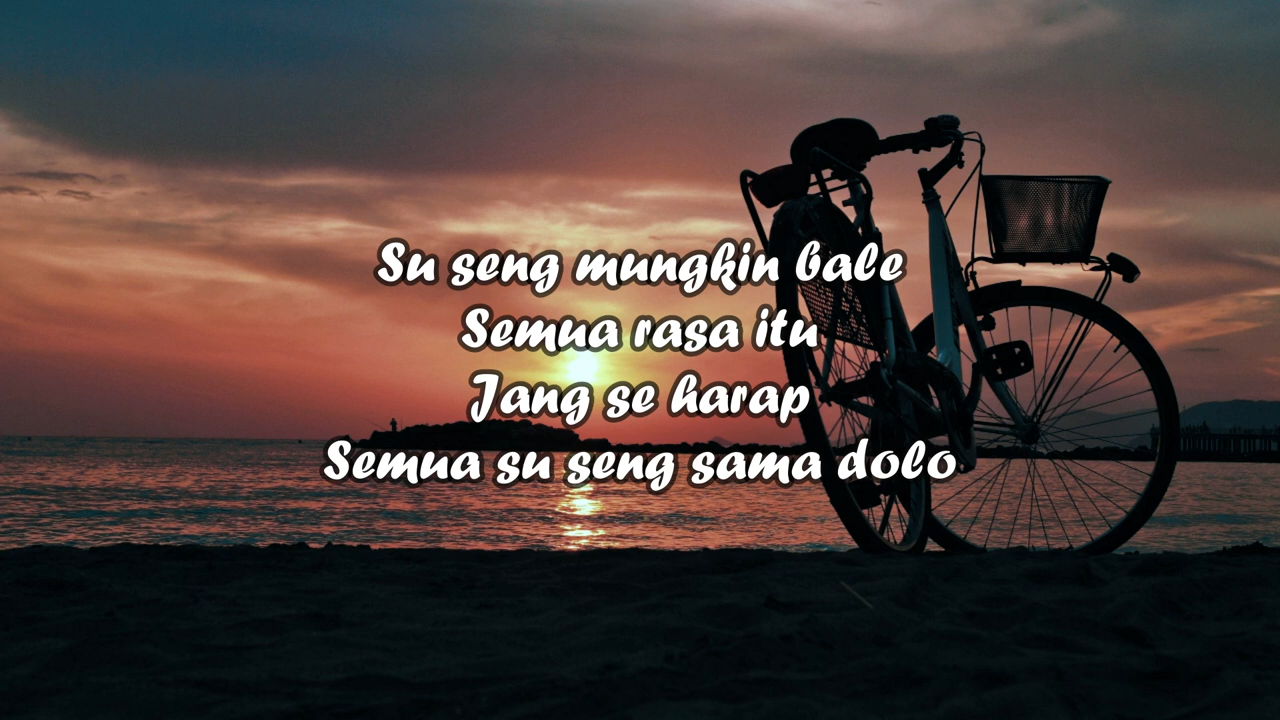 Su seng mungkin bale
Semua rasa itu
Jang se harap
Semua su seng sama dolo